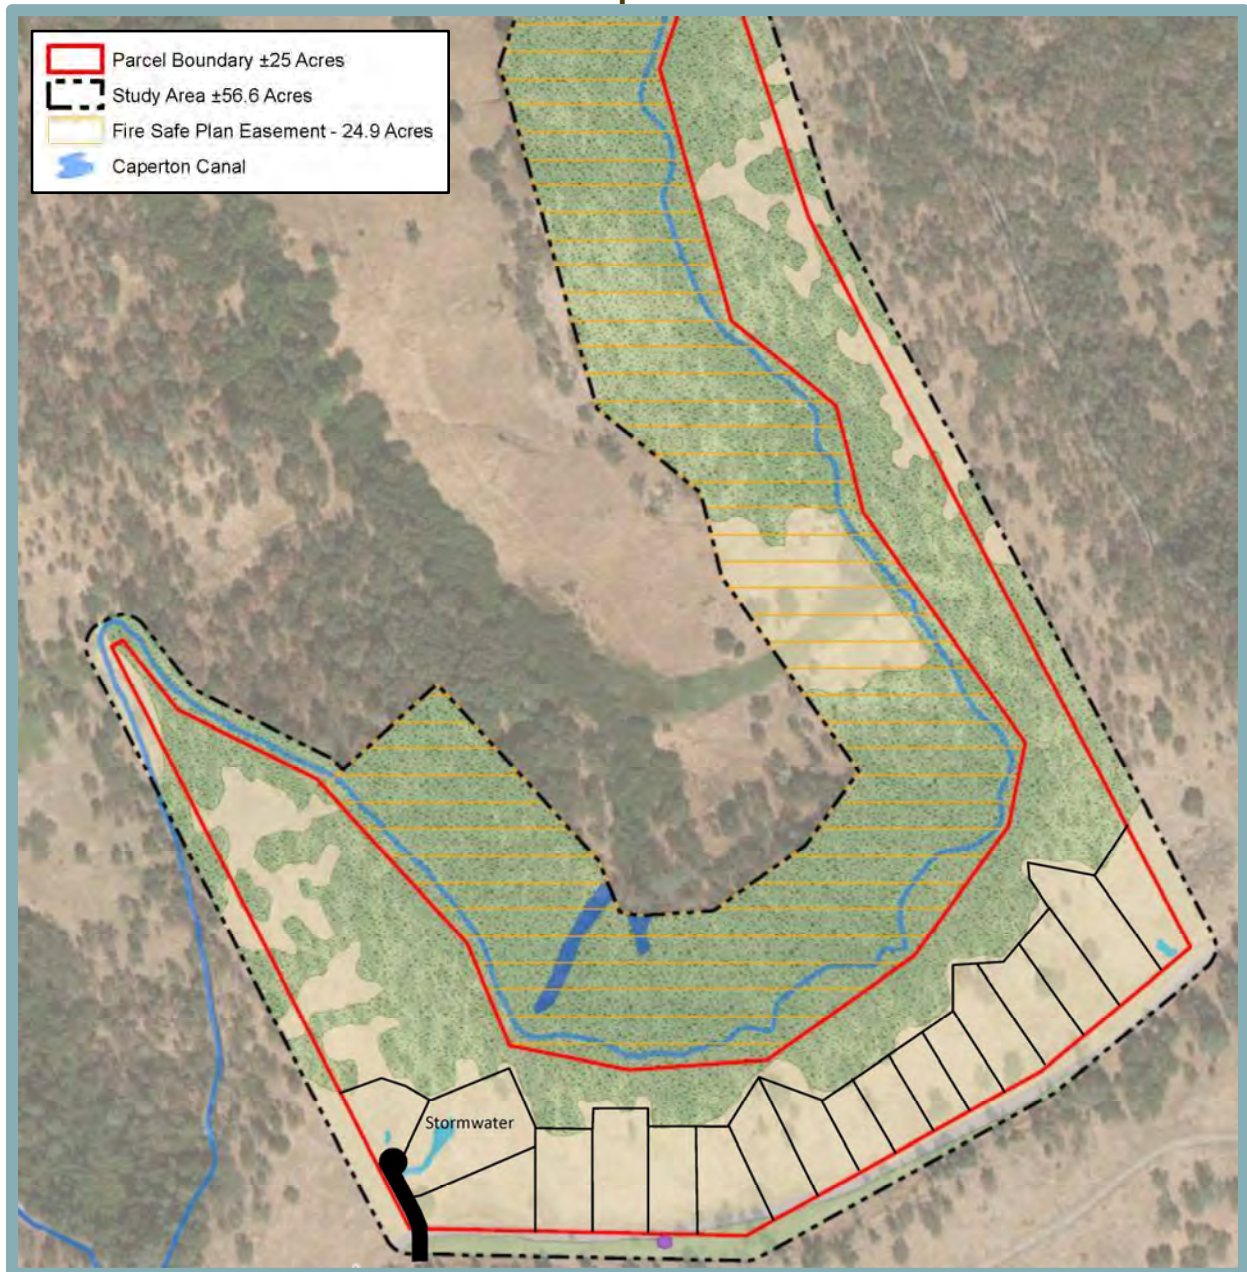 Parcel Boundary ±25 Acres
Study Area ±56.6 Acres
Fire Safe Plan Easement - 24.9 Acres
Caperton Canal
Stormwater